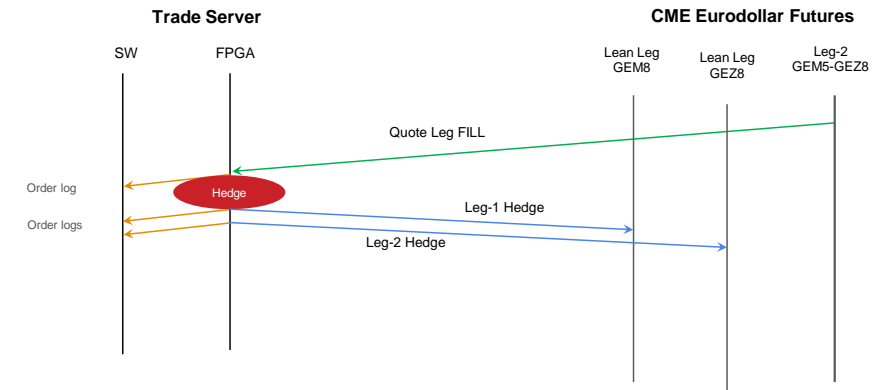 Trade Server
CME Eurodollar Futures
SW
FPGA
Lean Leg
GEM8
Lean Leg
GEZ8
Leg-2
GEM5-GEZ8
Quote Leg FILL
Order log
Hedge
Leg-1 Hedge
Order logs
Leg-2 Hedge